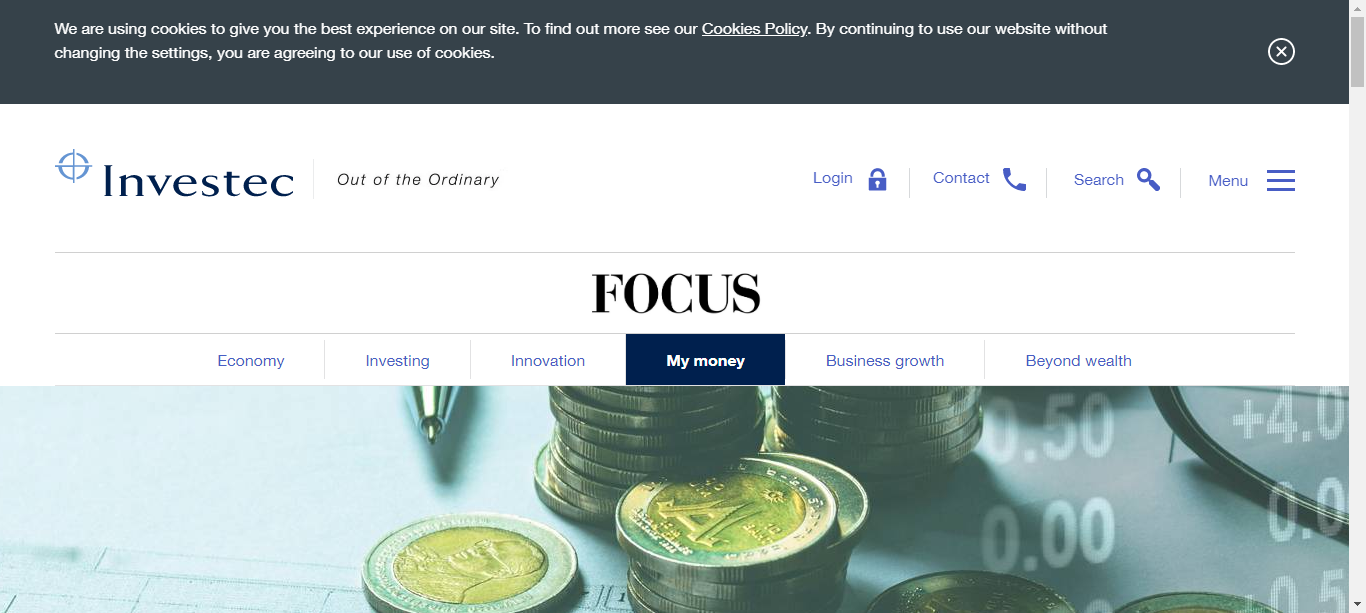 We are using cookies to give you the best experience on our site. To find out more see our Cookies Policy. By continuing to use our website without
changing the settings, you are agreeing to our use of cookies.
Investec
Out of the Ordinary
Login
Contact
Search
Menu
FOCUS
Economy
Investing
Innovation
My money
Business growth
Beyond wealth
0.50
+4.0
0.00
0.0
0.5